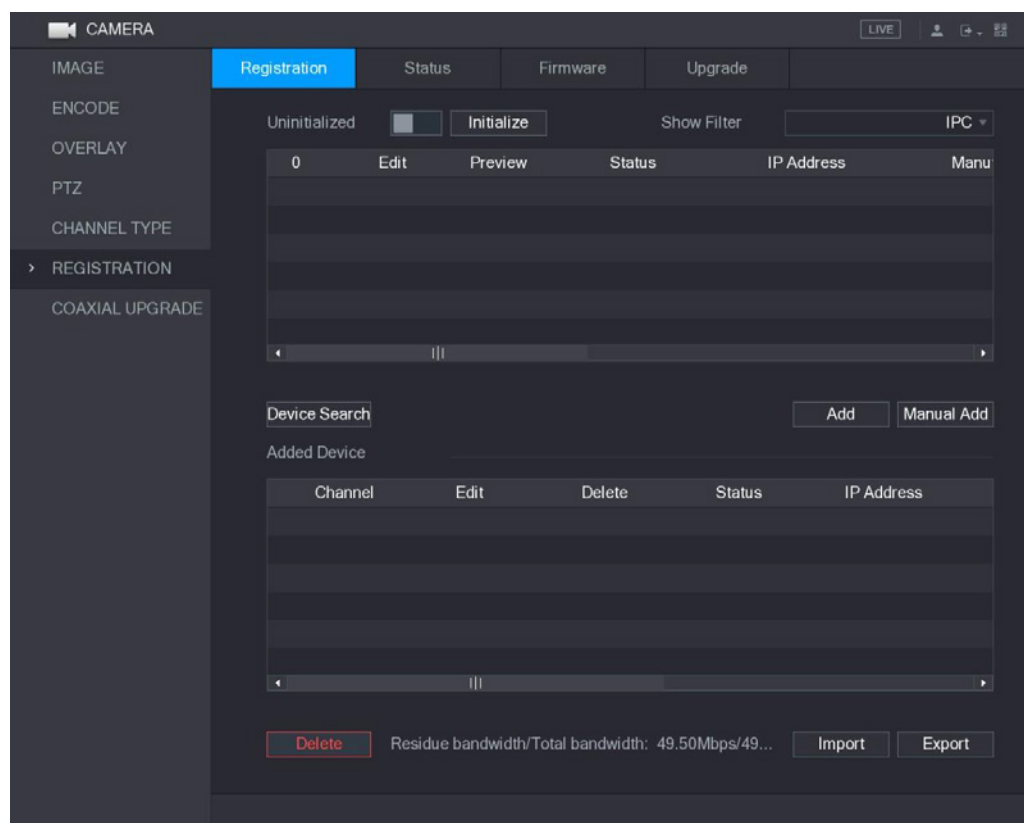 CAMERA LIVE
IMAGE Registration Status Firmware Upgrade
ENCODE
Uninitialized Initialize Show Filter IPC
OVERLAY
0 Edit Preview Status IP Address Manu
PTZ
CHANNEL TYPE
REGISTRATION
COAXIAL UPGRADE
Device Search Add Manual Add
Added Device
Channel Edit Delete Status IP Address
Delete Residue bandwidth/Total bandwidth: 49.50Mbps/49... Import Export